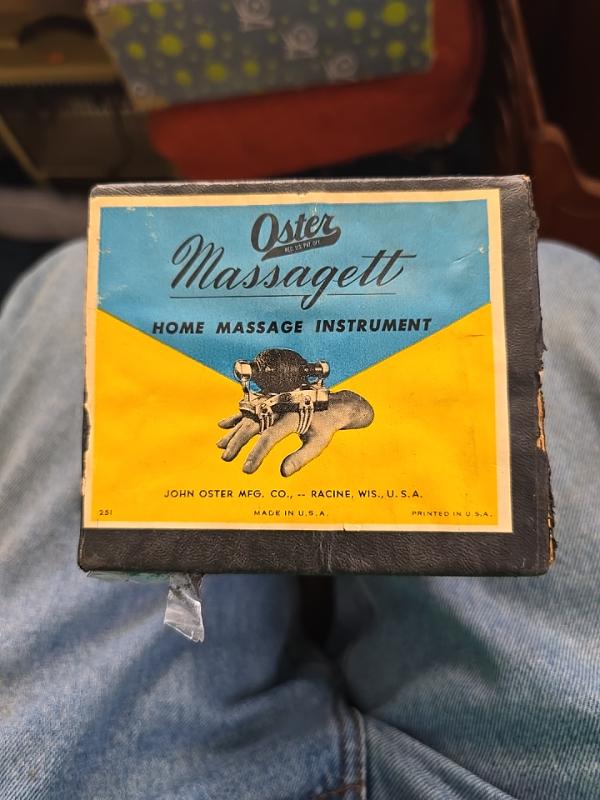 Oster
REG. U.S. PAT. OFF.
Massagett
HOME MASSAGE INSTRUMENT
JOHN OSTER MFG. CO., -- RACINE, WIS., U.S.A.
251 MADE IN U.S.A. PRINTED IN U.S.A.